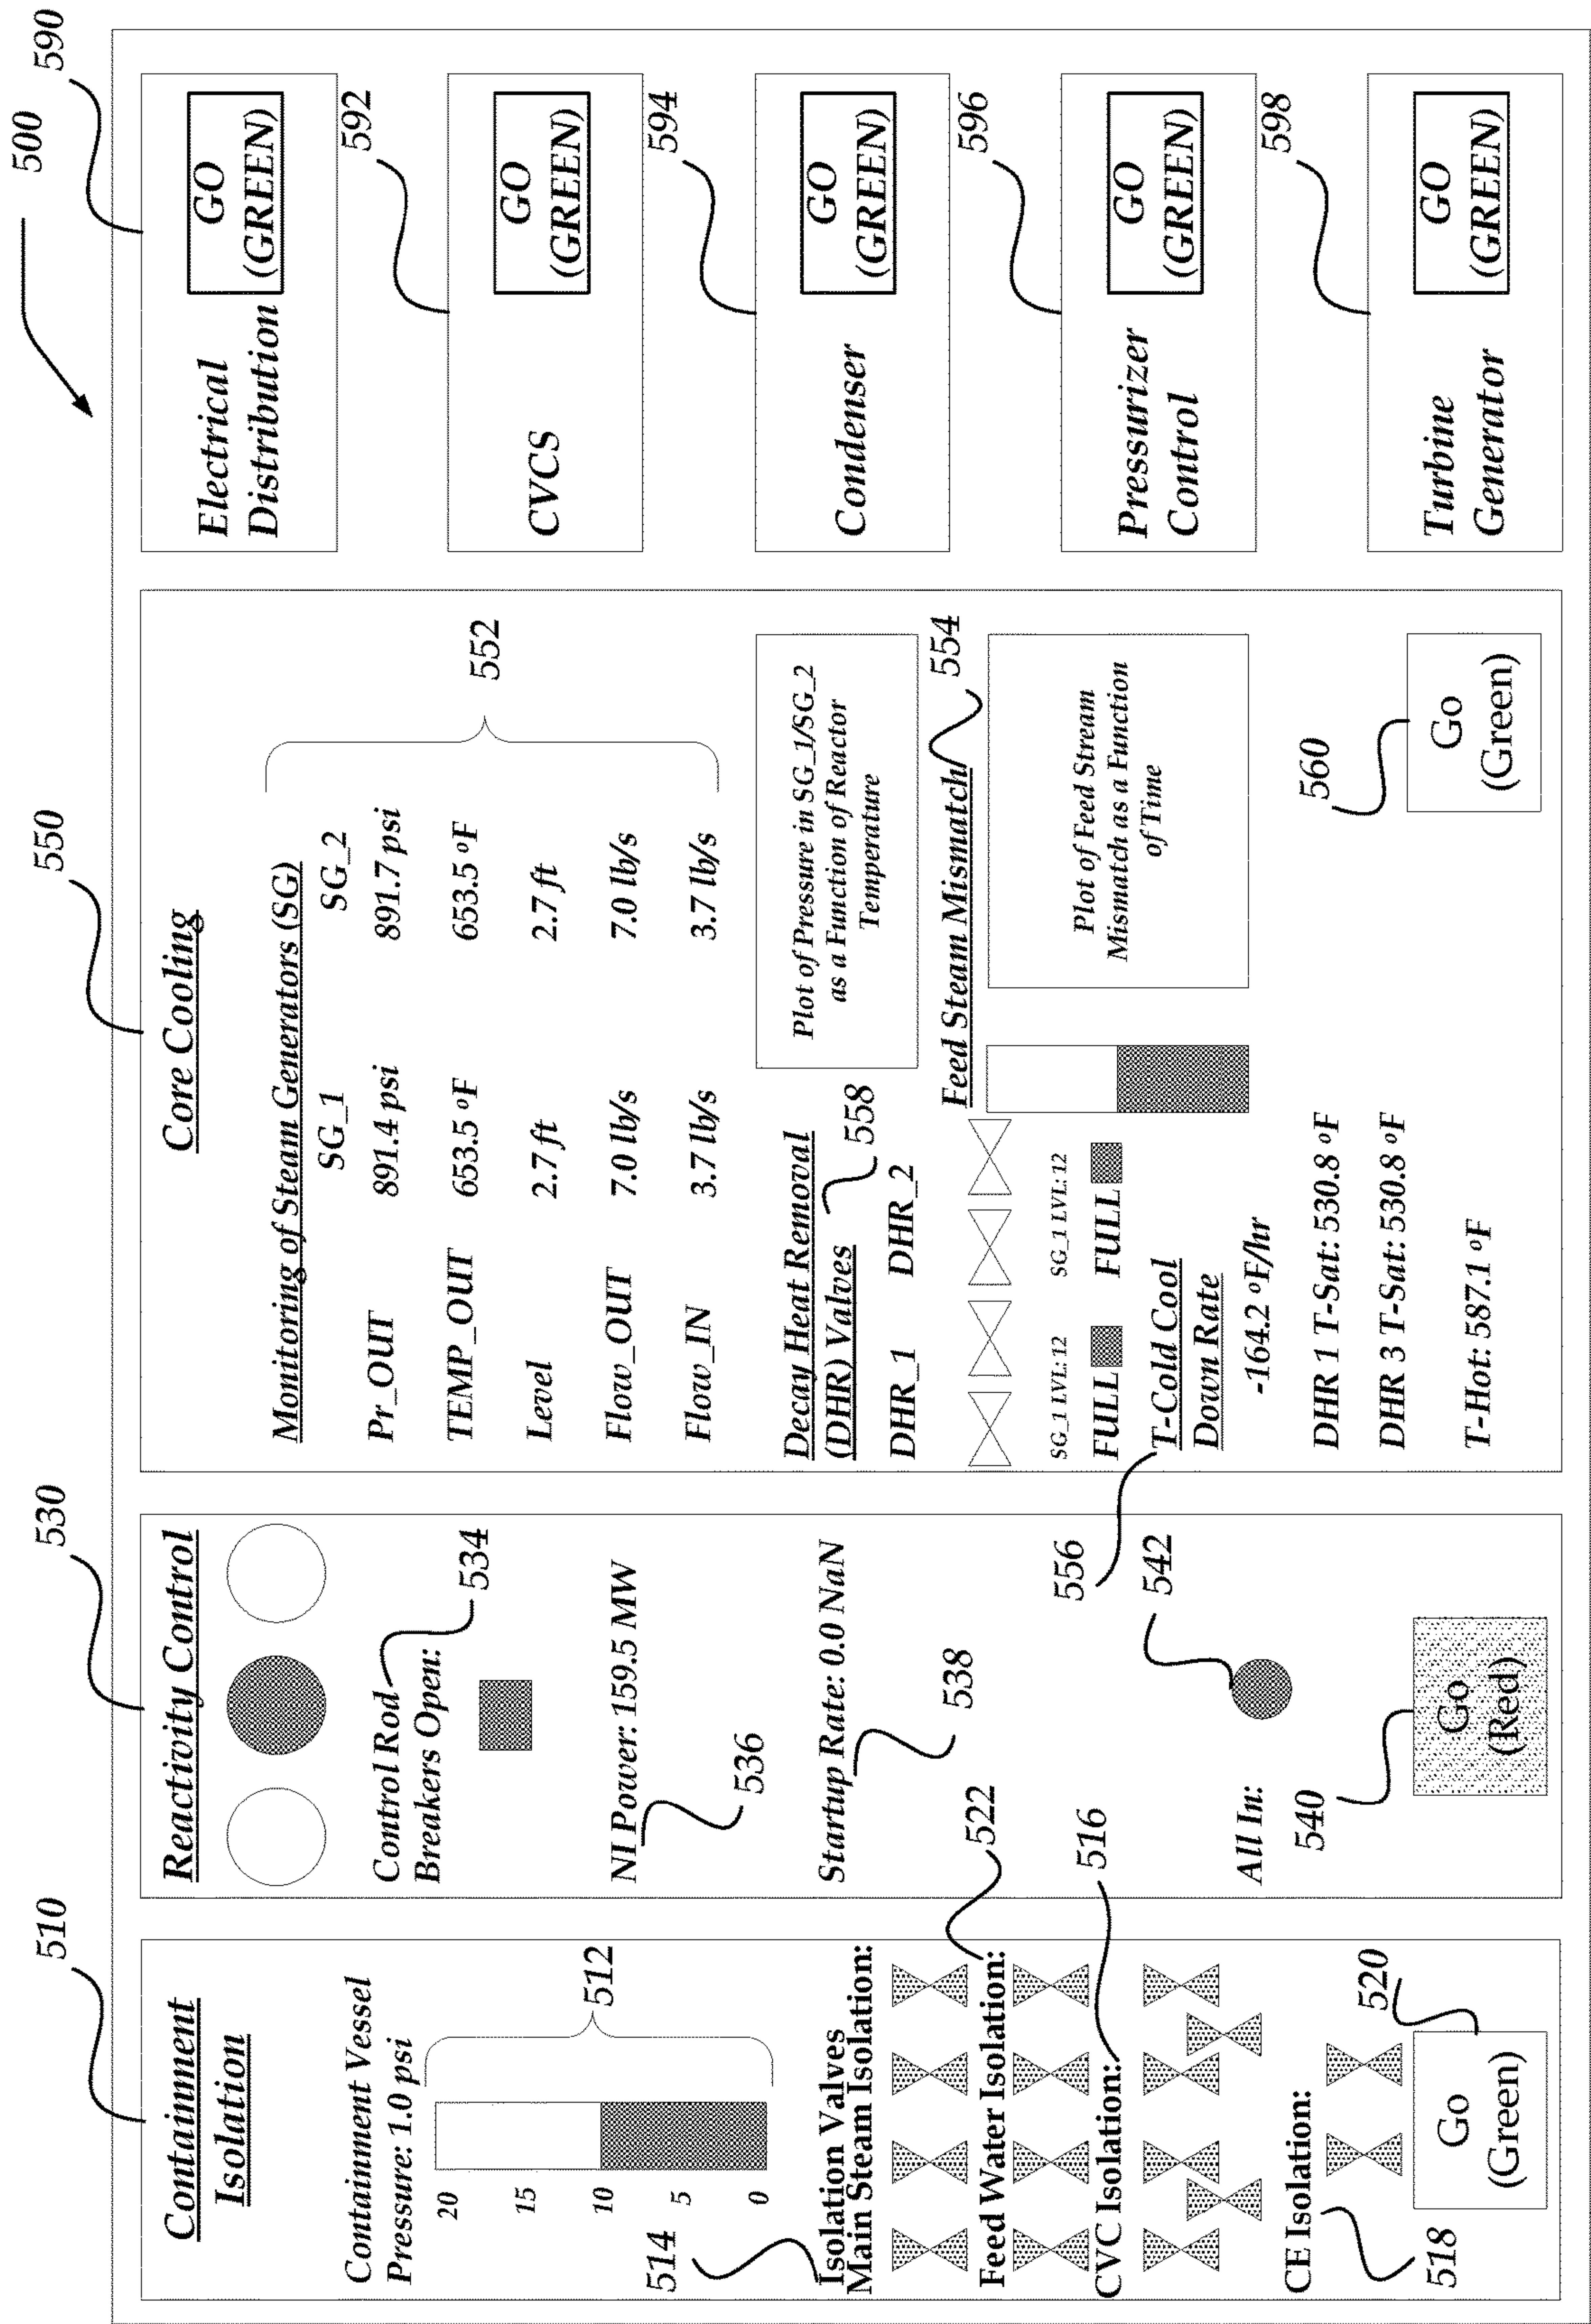 500
510
Containment
Isolation
Containment Vessel
Pressure: 1.0 psi
20
15
10
5
0
512
514
Isolation Valves
Main Steam Isolation:
522
Feed Water Isolation:
516
CVC Isolation:
CE Isolation:
518
520
Go
(Green)
530
Reactivity Control
Control Rod
Breakers Open:
534
NI Power: 159.5 MW
536
Startup Rate: 0.0 NaN
538
542
All In:
540
Go
(Red)
550
Core Cooling
Monitoring of Steam Generators (SG)
SG_1 SG_2
Pr_OUT 891.4 psi 891.7 psi
TEMP_OUT 653.5 ºF 653.5 ºF
Level 2.7 ft 2.7 ft
Flow_OUT 7.0 lb/s 7.0 lb/s
Flow_IN 3.7 lb/s 3.7 lb/s
552
Decay Heat Removal
(DHR) Valves
558
DHR_1 DHR_2
SG_1 LVL: 12 SG_1 LVL: 12
FULL FULL
Plot of Pressure in SG_1/SG_2
as a Function of Reactor
Temperature
Feed Steam Mismatch
554
Plot of Feed Stream
Mismatch as a Function
of Time
556
T-Cold Cool
Down Rate
-164.2 ºF/hr
DHR 1 T-Sat: 530.8 ºF
DHR 3 T-Sat: 530.8 ºF
T-Hot: 587.1 ºF
560
Go
(Green)
590
Electrical
Distribution
GO
(GREEN)
592
CVCS
GO
(GREEN)
594
Condenser
GO
(GREEN)
596
Pressurizer
Control
GO
(GREEN)
598
Turbine
Generator
GO
(GREEN)